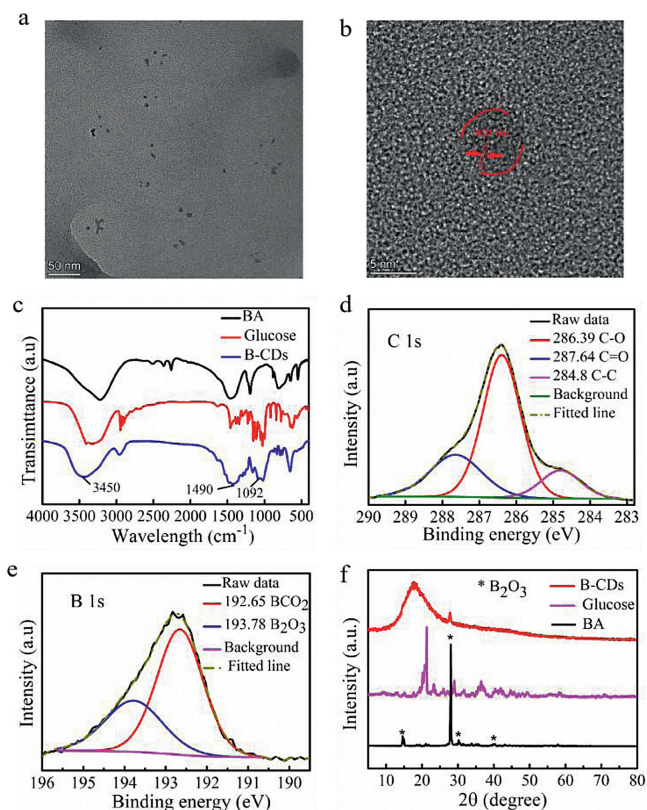 a
50 nm
b
5 nm
c
BA
Glucose
B-CDs
Transimttance (a.u)
3450
1490
1092
4000 3500 3000 2500 2000 1500 1000 500
Wavelength (cm⁻¹)
d
C 1s
Raw data
286.39 C-O
287.64 C=O
284.8 C-C
Background
Fitted line
Intensity (a.u)
290 289 288 287 286 285 284 283
Binding energy (eV)
e
B 1s
Raw data
192.65 BCO₂
193.78 B₂O₃
Background
Fitted line
Intensity (a.u)
196 195 194 193 192 191 190
Binding energy (eV)
f
* B₂O₃
B-CDs
Glucose
BA
*
*
*
*
Intensity (a.u.)
10 20 30 40 50 60 70 80
2θ (degree)